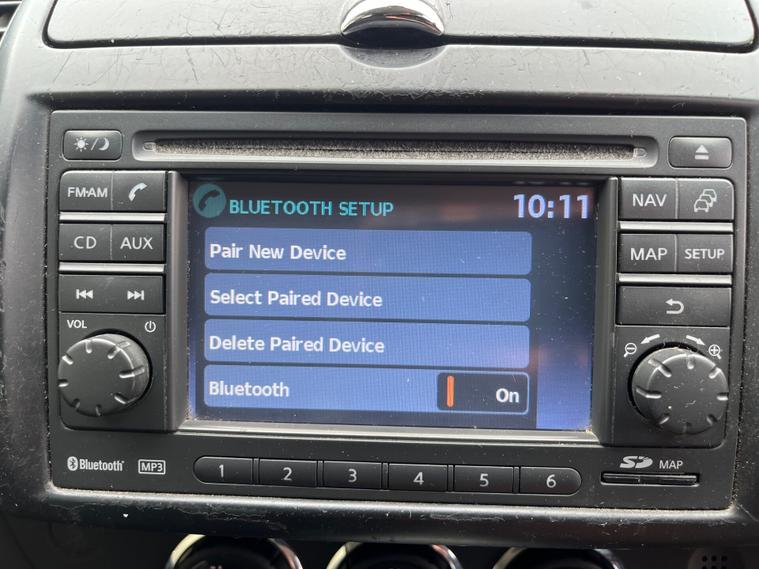 FM·AM
CD AUX
VOL
BLUETOOTH SETUP 10:11
Pair New Device
Select Paired Device
Delete Paired Device
Bluetooth On
NAV
MAP SETUP
Bluetooth® MP3
1 2 3 4 5 6
SD MAP